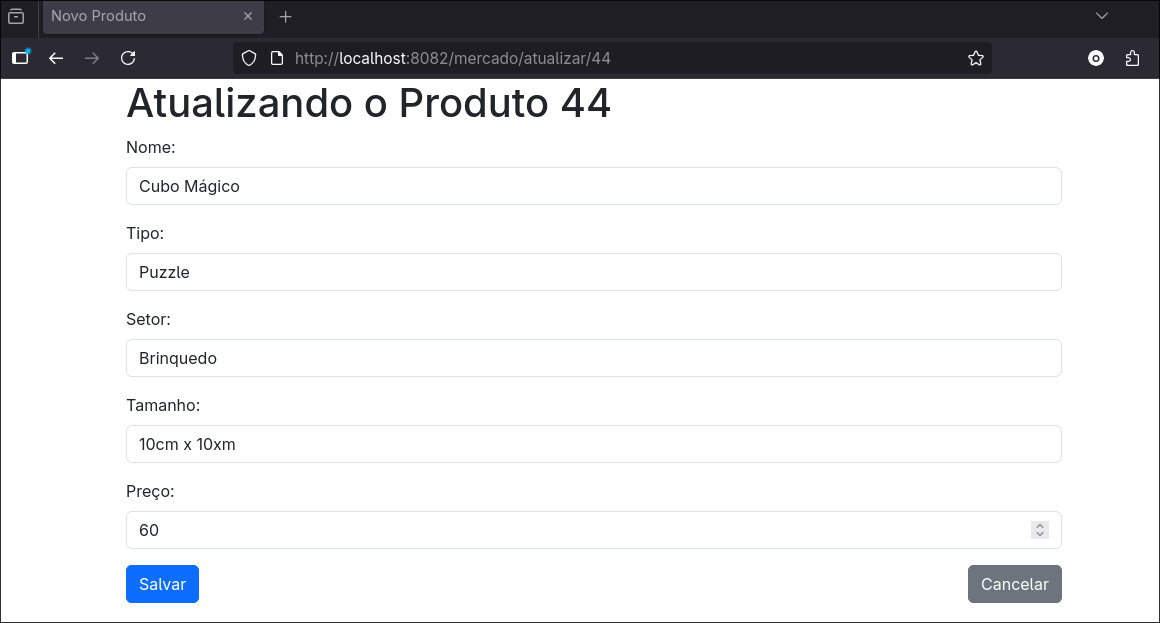 Novo Produto
http://localhost:8082/mercado/atualizar/44
Atualizando o Produto 44
Nome:
Cubo Mágico
Tipo:
Puzzle
Setor:
Brinquedo
Tamanho:
10cm x 10xm
Preço:
60
Salvar
Cancelar